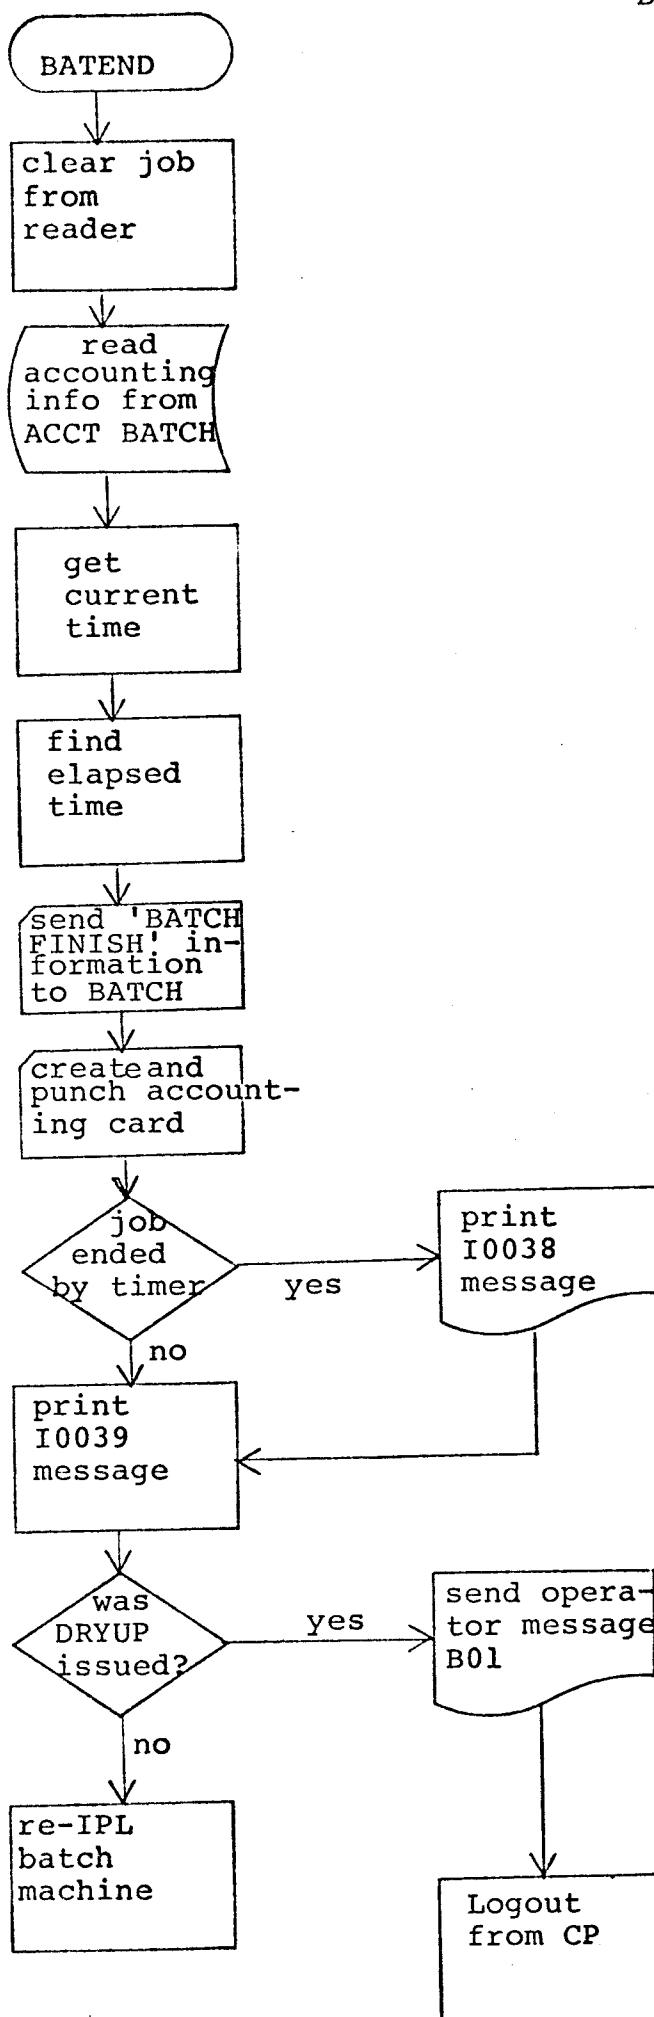 BATEND
clear job
from
reader
read
accounting
info from
ACCT BATCH
get
current
time
find
elapsed
time
send 'BATCH
FINISH' in-
formation
to BATCH
create and
punch account-
ing card
job
ended
by timer
yes
print
I0038
message
no
print
I0039
message
was
DRYUP
issued?
yes
send opera-
tor message
B01
no
re-IPL
batch
machine
Logout
from CP